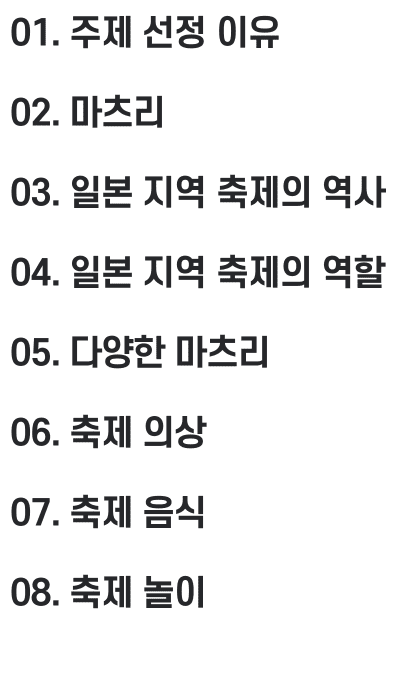 01. 주제 선정 이유
02. 마츠리
03. 일본 지역 축제의 역사
04. 일본 지역 축제의 역할
05. 다양한 마츠리
06. 축제 의상
07. 축제 음식
08. 축제 놀이